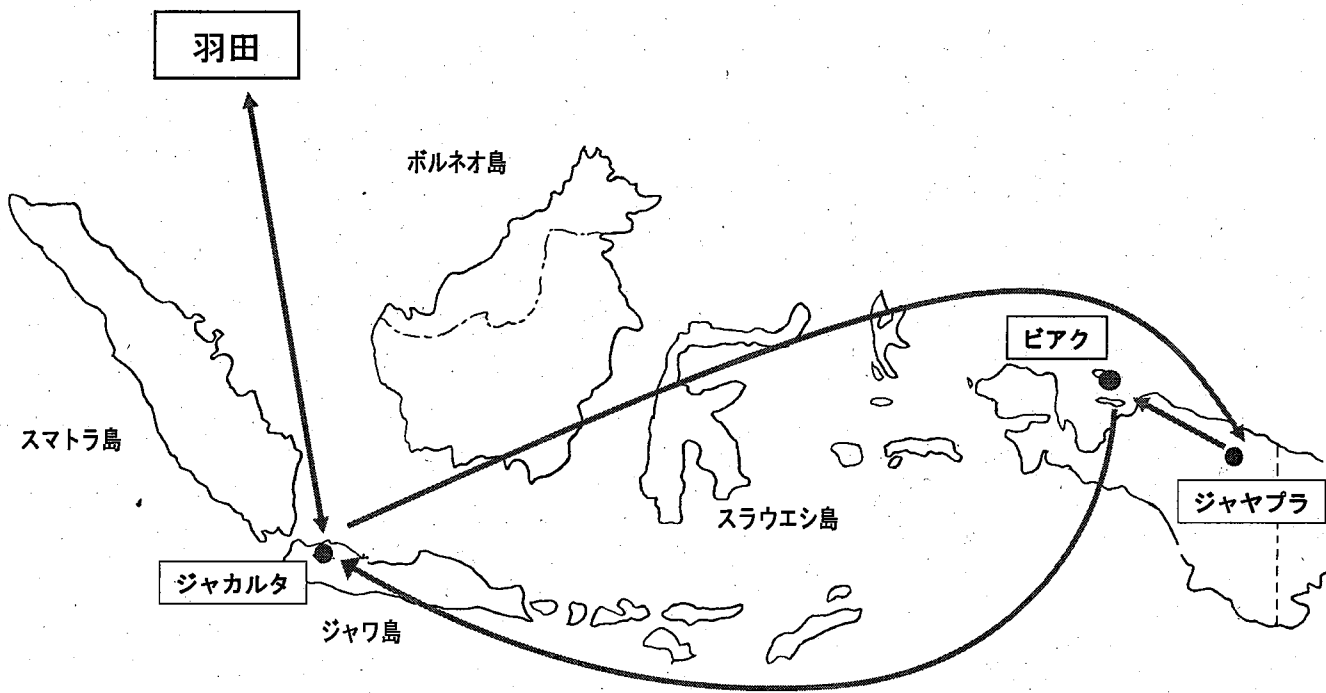 羽田
ボルネオ島
ビアク
スマトラ島
ジャヤプラ
スラウエシ島
ジャカルタ
ジャワ島